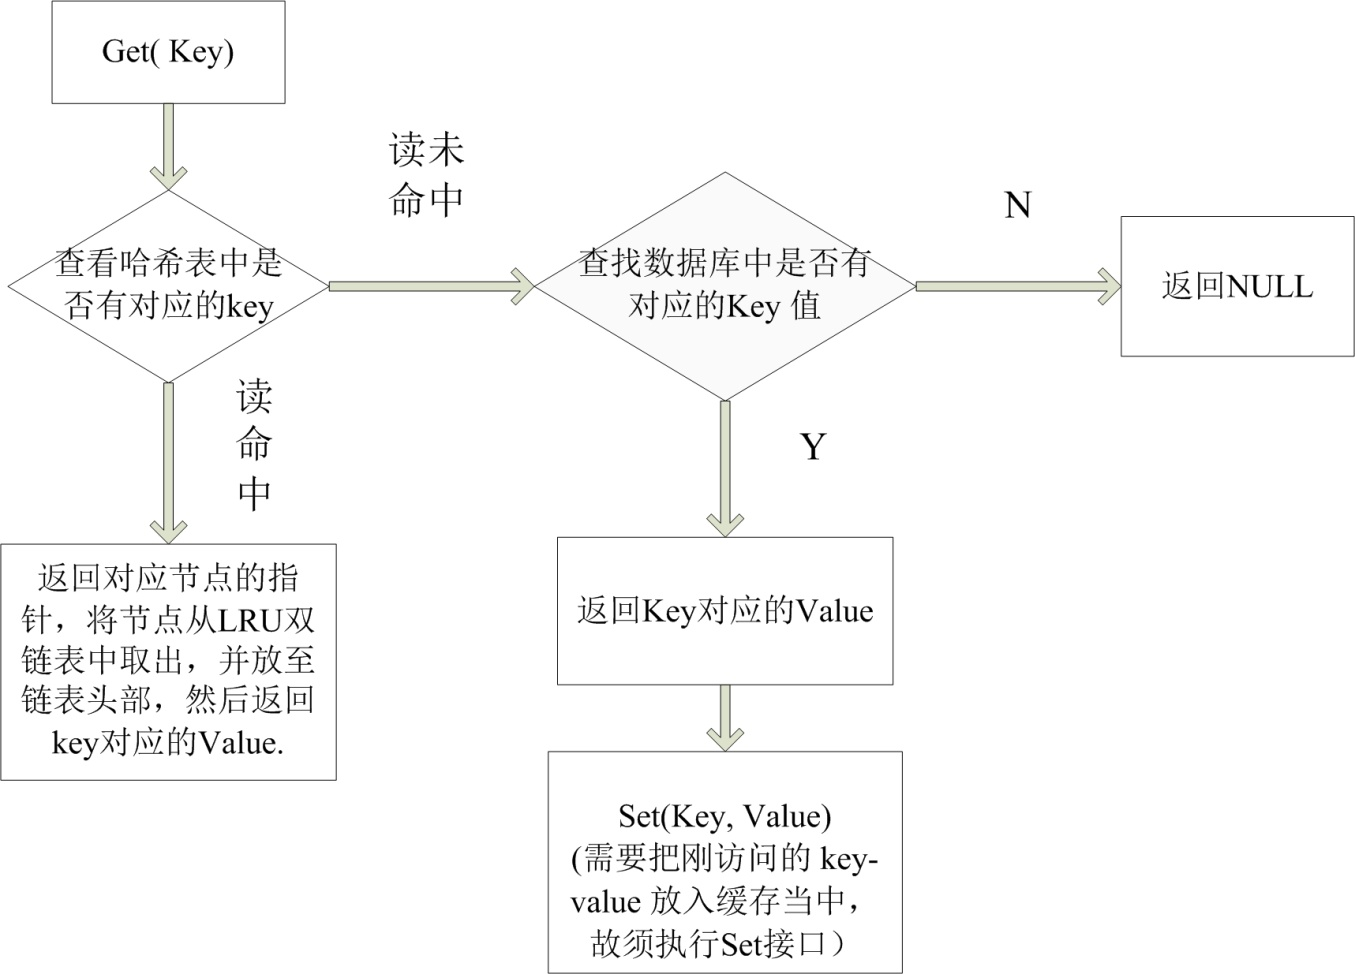 Get( Key)
读未
命中
N
查看哈希表中是
否有对应的key
查找数据库中是否有
对应的Key 值
返回NULL
读
命
中
Y
返回对应节点的指
针，将节点从LRU双
链表中取出，并放至
链表头部，然后返回
key对应的Value.
返回Key对应的Value
Set(Key, Value)
(需要把刚访问的 key-
value 放入缓存当中，
故须执行Set接口）